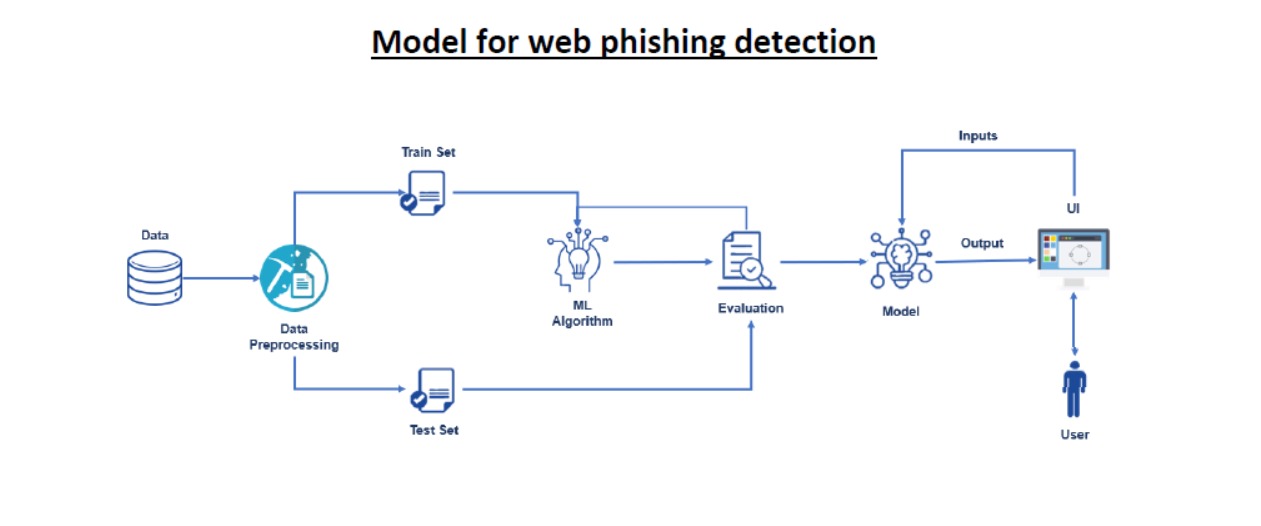 Model for web phishing detection
Inputs
Train Set
UI
Data
Output
ML
Algorithm
Evaluation
Model
Data
Preprocessing
Test Set
User